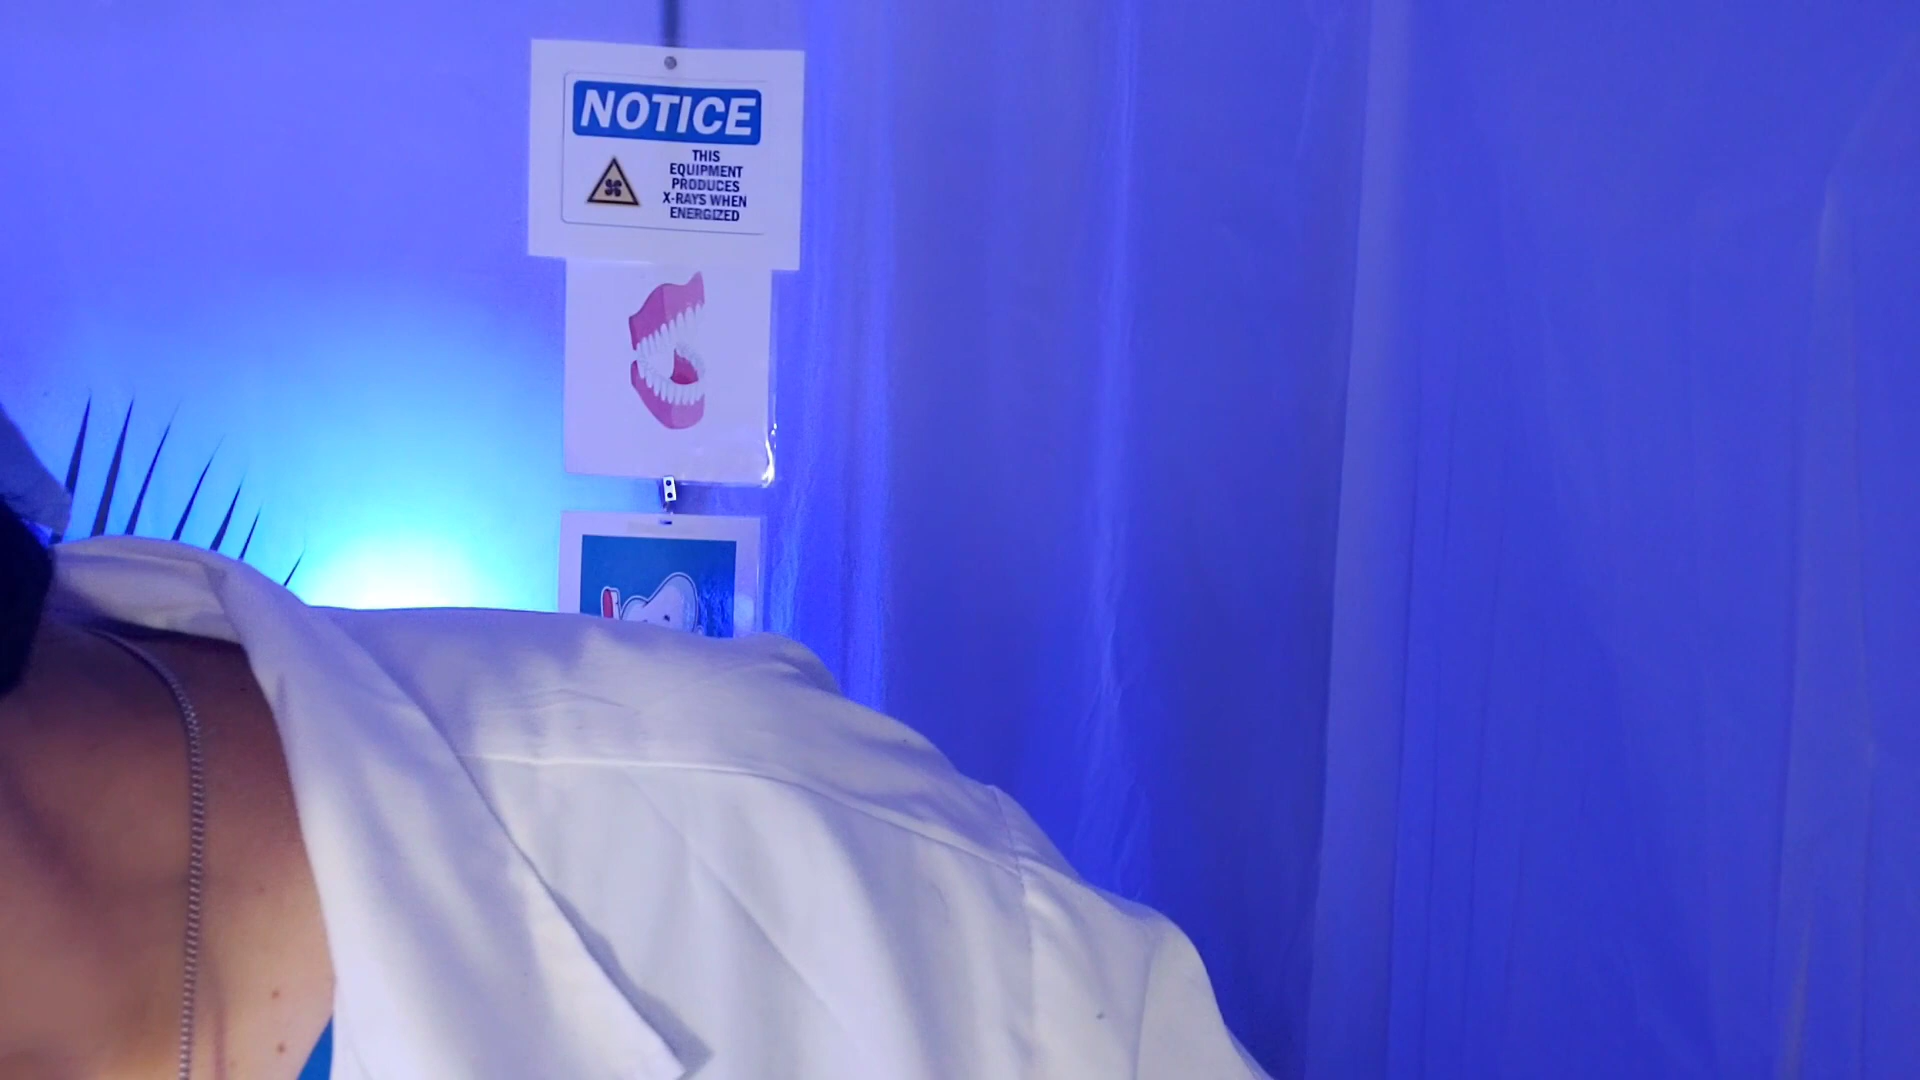 NOTICE
THIS
EQUIPMENT
PRODUCES
X-RAYS WHEN
ENERGIZED